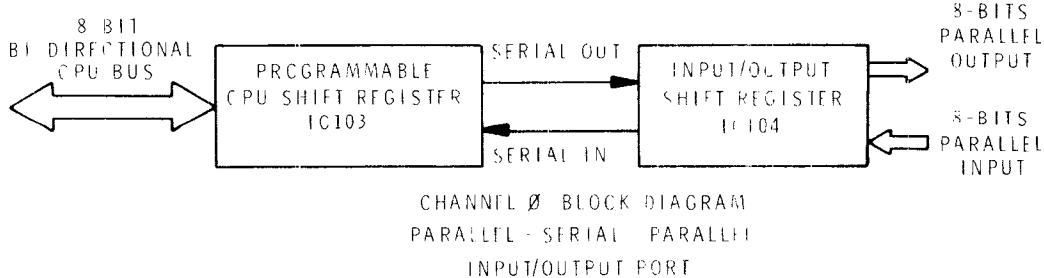 8 BIT
BI DIRECTIONAL
CPU BUS
PROGRAMMABLE
CPU SHIFT REGISTER
IC103
SERIAL OUT
SERIAL IN
INPUT/OUTPUT
SHIFT REGISTER
IC104
8-BITS
PARALLEL
OUTPUT
8-BITS
PARALLEL
INPUT
CHANNEL Ø BLOCK DIAGRAM
PARALLEL - SERIAL PARALLEL
INPUT/OUTPUT PORT